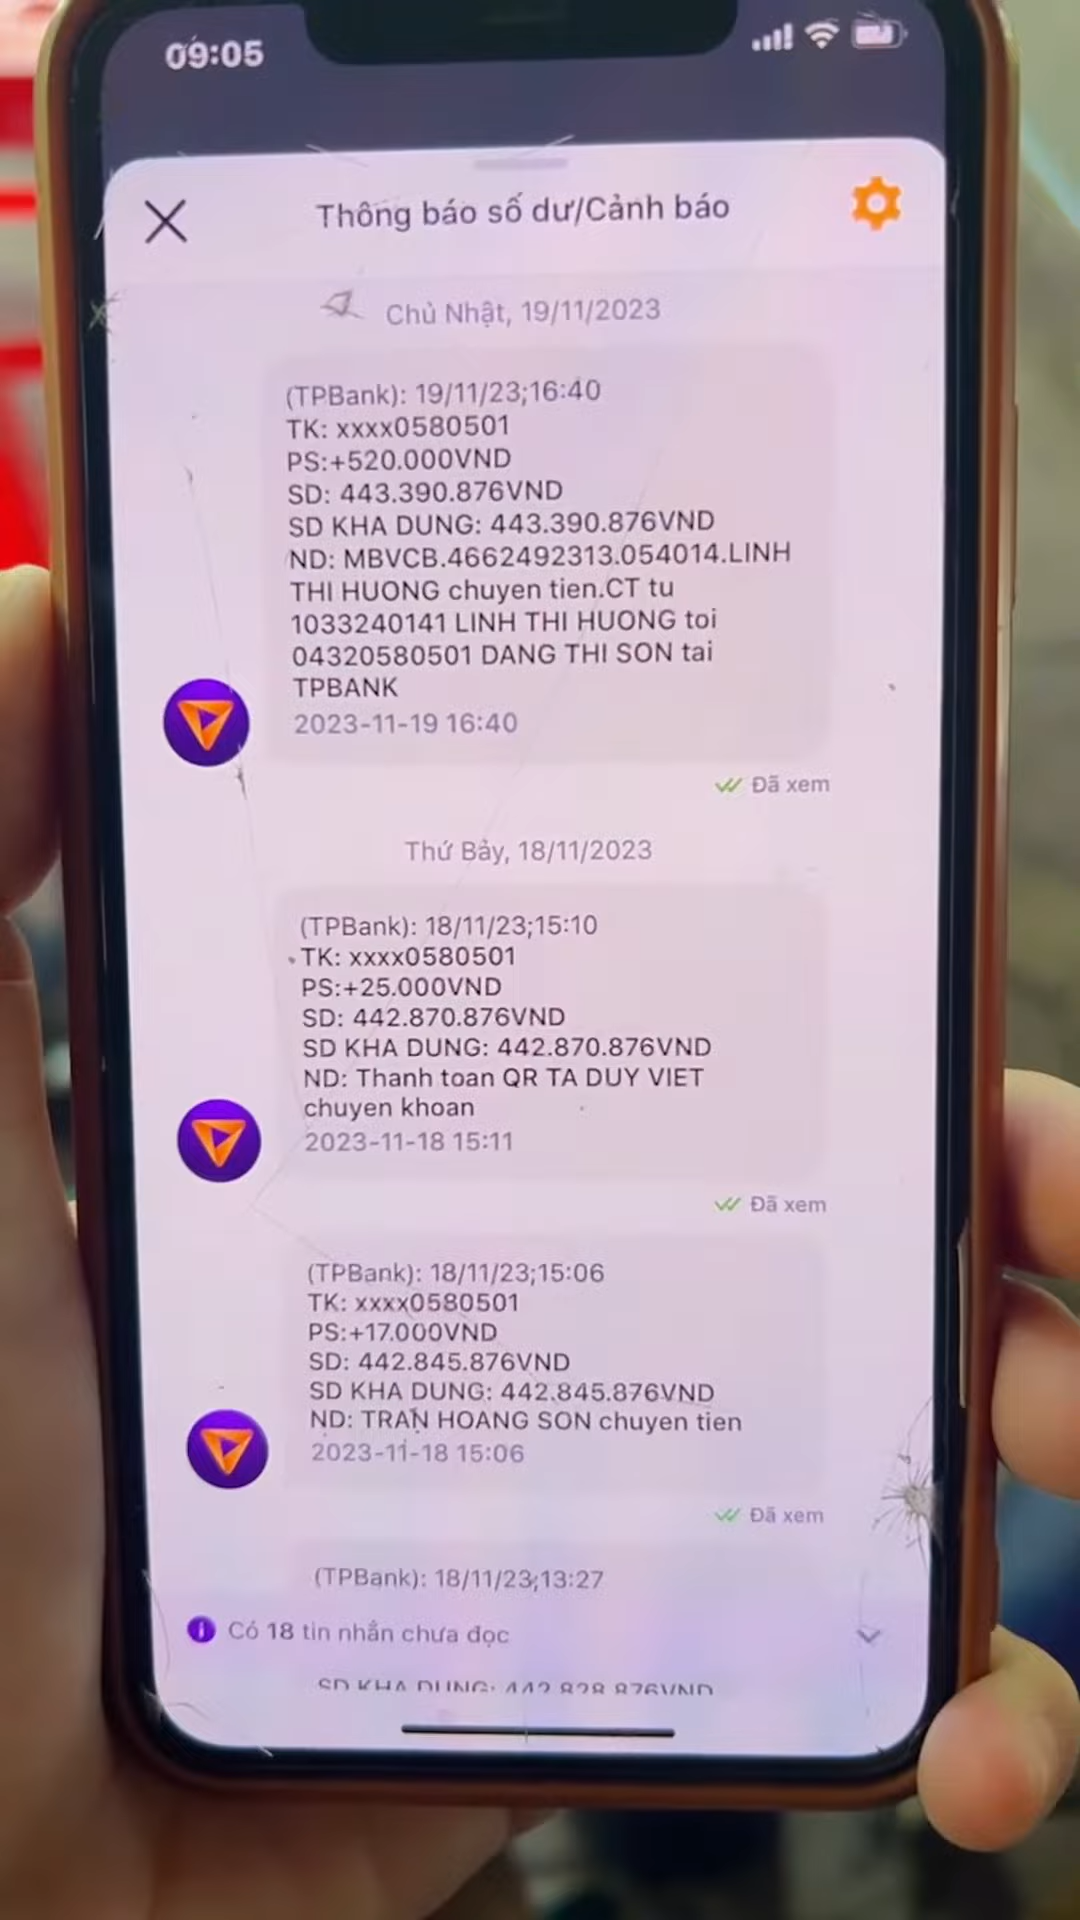 09:05
Thông báo số dư/Cảnh báo
Chủ Nhật, 19/11/2023
(TPBank): 19/11/23;16:40
TK: xxxx0580501
PS:+520.000VND
SD: 443.390.876VND
SD KHA DUNG: 443.390.876VND
ND: MBVCB.4662492313.054014.LINH
THI HUONG chuyen tien.CT tu
1033240141 LINH THI HUONG toi
04320580501 DANG THI SON tai
TPBANK
2023-11-19 16:40
Đã xem
Thứ Bảy, 18/11/2023
(TPBank): 18/11/23;15:10
TK: xxxx0580501
PS:+25.000VND
SD: 442.870.876VND
SD KHA DUNG: 442.870.876VND
ND: Thanh toan QR TA DUY VIET
chuyen khoan
2023-11-18 15:11
Đã xem
(TPBank): 18/11/23;15:06
TK: xxxx0580501
PS:+17.000VND
SD: 442.845.876VND
SD KHA DUNG: 442.845.876VND
ND: TRAN HOANG SON chuyen tien
2023-11-18 15:06
Đã xem
(TPBank): 18/11/23;13:27
Có 18 tin nhắn chưa đọc
SD KHA DUNG: 442.828.876VND